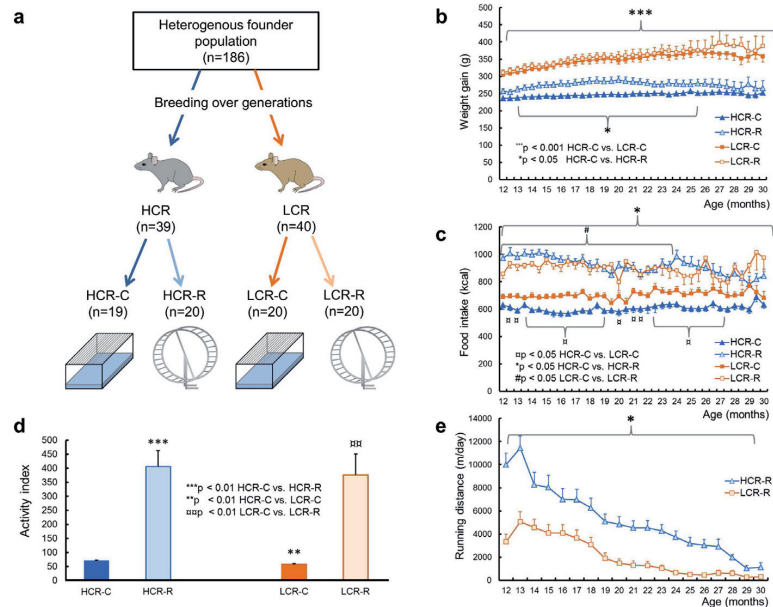 a
Heterogenous founder
population
(n=186)
Breeding over generations
HCR
(n=39)
LCR
(n=40)
HCR-C
(n=19)
HCR-R
(n=20)
LCR-C
(n=20)
LCR-R
(n=20)
b
***
Weight gain (g)
500
450
400
350
300
250
200
150
100
50
0
*
***p < 0.001 HCR-C vs. LCR-C
*p < 0.05 HCR-C vs. HCR-R
HCR-C
HCR-R
LCR-C
LCR-R
12 13 14 15 16 17 18 19 20 21 22 23 24 25 26 27 28 29 30
Age (months)
c
*
#
Food intake (kcal)
1200
1000
800
600
400
200
0
¤ ¤ ¤ ¤ ¤ ¤ ¤
¤p < 0.05 HCR-C vs. LCR-C
*p < 0.05 HCR-C vs. HCR-R
#p < 0.05 LCR-C vs. LCR-R
HCR-C
HCR-R
LCR-C
LCR-R
12 13 14 15 16 17 18 19 20 21 22 23 24 25 26 27 28 29 30
Age (months)
d
Activity index
500
450
400
350
300
250
200
150
100
50
0
***
¤¤
**
***p < 0.01 HCR-C vs. HCR-R
**p < 0.01 HCR-C vs. LCR-C
¤¤p < 0.01 LCR-C vs. LCR-R
HCR-C HCR-R LCR-C LCR-R
e
*
Running distance (m/day)
14000
12000
10000
8000
6000
4000
2000
0
HCR-R
LCR-R
12 13 14 15 16 17 18 19 20 21 22 23 24 25 26 27 28 29 30
Age (months)